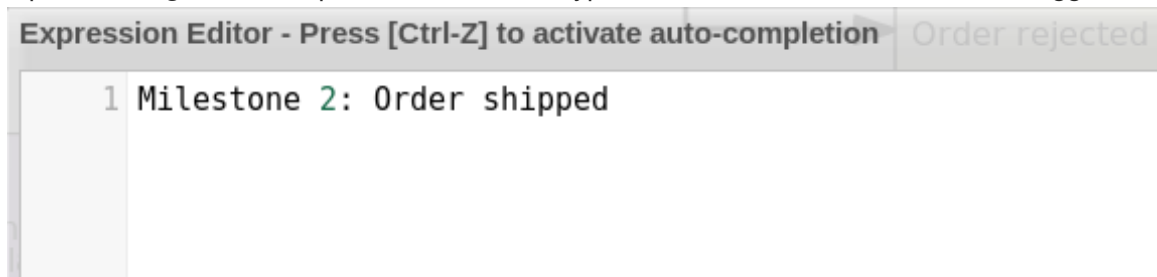 Expression Editor - Press [Ctrl-Z] to activate auto-completion
Order rejected
1 Milestone 2: Order shipped